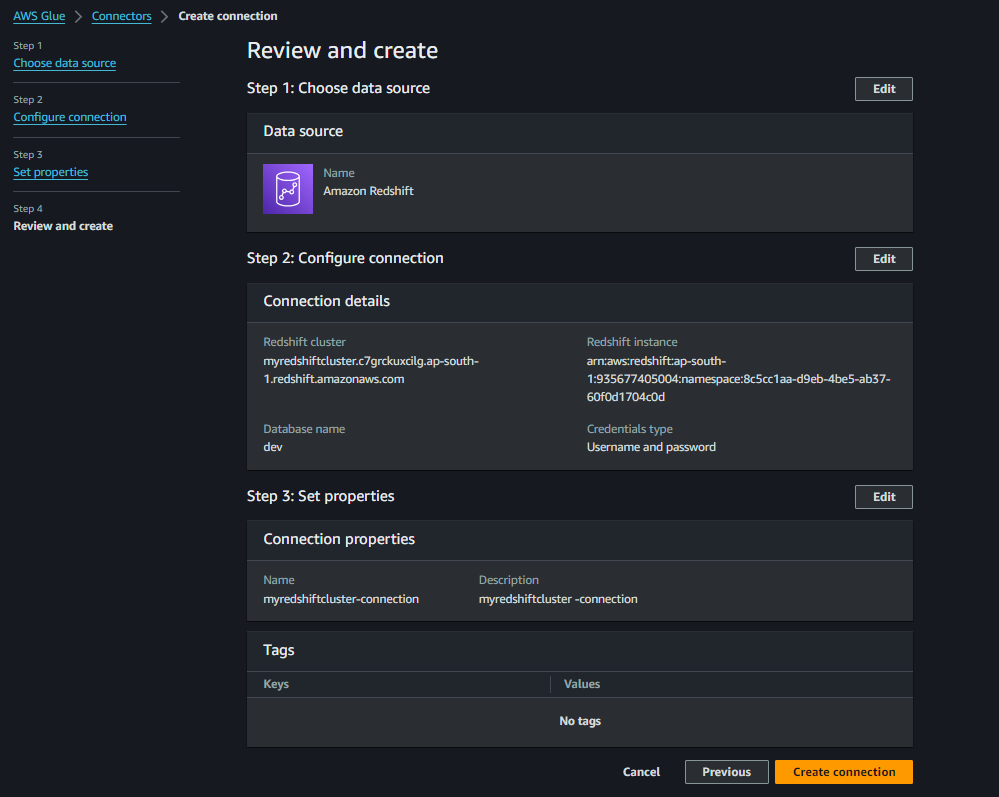 AWS Glue > Connectors > Create connection
Step 1
Choose data source
Step 2
Configure connection
Step 3
Set properties
Step 4
Review and create
Review and create
Step 1: Choose data source
Edit
Data source
Name
Amazon Redshift
Step 2: Configure connection
Edit
Connection details
Redshift cluster
myredshiftcluster.c7grckuxcilg.ap-south-
1.redshift.amazonaws.com
Redshift instance
arn:aws:redshift:ap-south-
1:935677405004:namespace:8c5cc1aa-d9eb-4be5-ab37-
60f0d1704c0d
Database name
dev
Credentials type
Username and password
Step 3: Set properties
Edit
Connection properties
Name
myredshiftcluster-connection
Description
myredshiftcluster -connection
Tags
Keys
Values
No tags
Cancel
Previous
Create connection